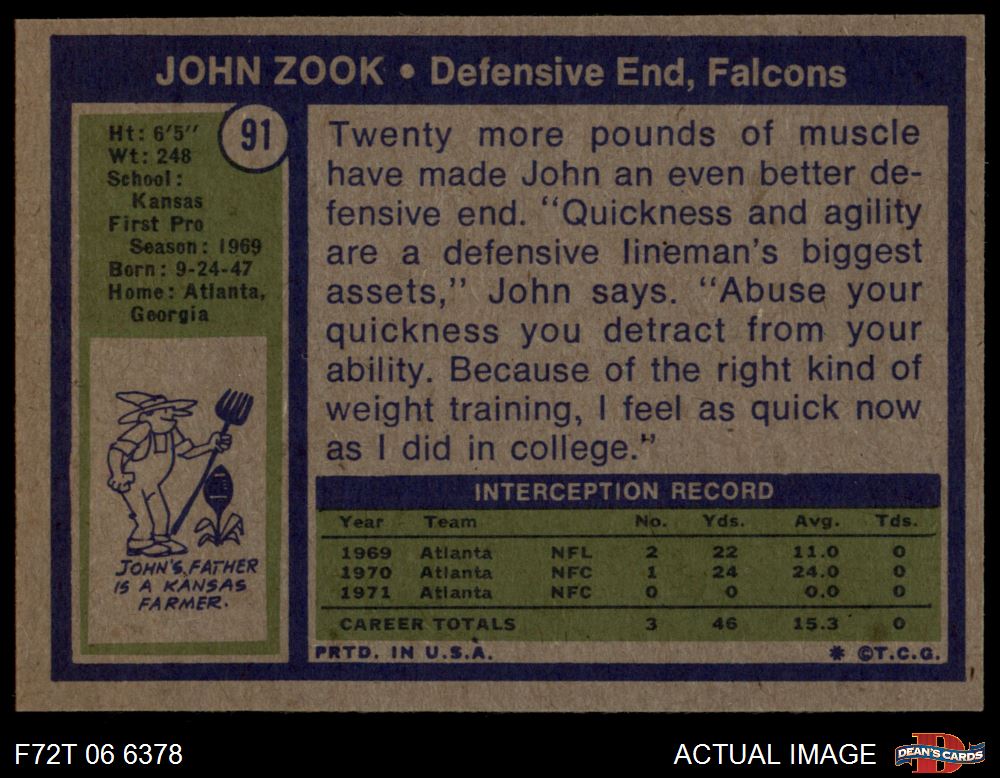 JOHN ZOOK • Defensive End, Falcons
91
Ht: 6'5"
Wt: 248
School:
Kansas
First Pro
Season: 1969
Born: 9-24-47
Home: Atlanta,
Georgia
JOHN'S FATHER
IS A KANSAS
FARMER.
Twenty more pounds of muscle
have made John an even better de-
fensive end. "Quickness and agility
are a defensive lineman's biggest
assets," John says. "Abuse your
quickness you detract from your
ability. Because of the right kind of
weight training, I feel as quick now
as I did in college."
INTERCEPTION RECORD
Year Team No. Yds. Avg. Tds.
1969 Atlanta NFL 2 22 11.0 0
1970 Atlanta NFC 1 24 24.0 0
1971 Atlanta NFC 0 0 0.0 0
CAREER TOTALS 3 46 15.3 0
PRTD. IN U.S.A. * ©T.C.G.
F72T 06 6378 ACTUAL IMAGE
D
DEAN'S CARDS